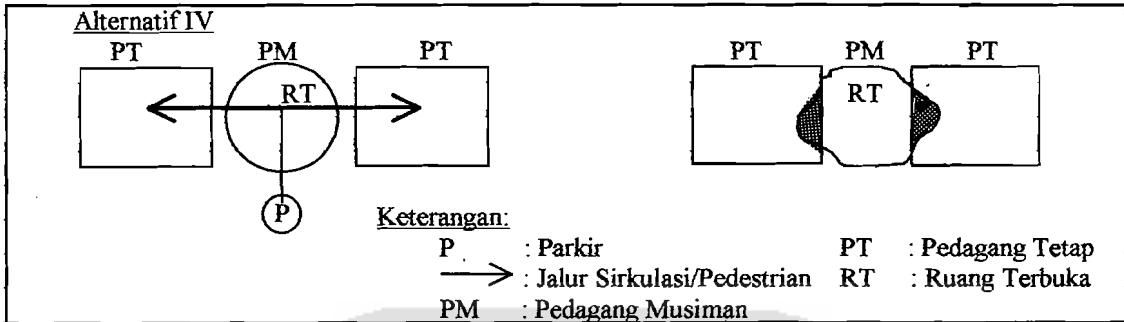 Alternatif IV
PT PM PT PT PM PT
RT RT
P
Keterangan:
P : Parkir PT : Pedagang Tetap
: Jalur Sirkulasi/Pedestrian RT : Ruang Terbuka
PM : Pedagang Musiman